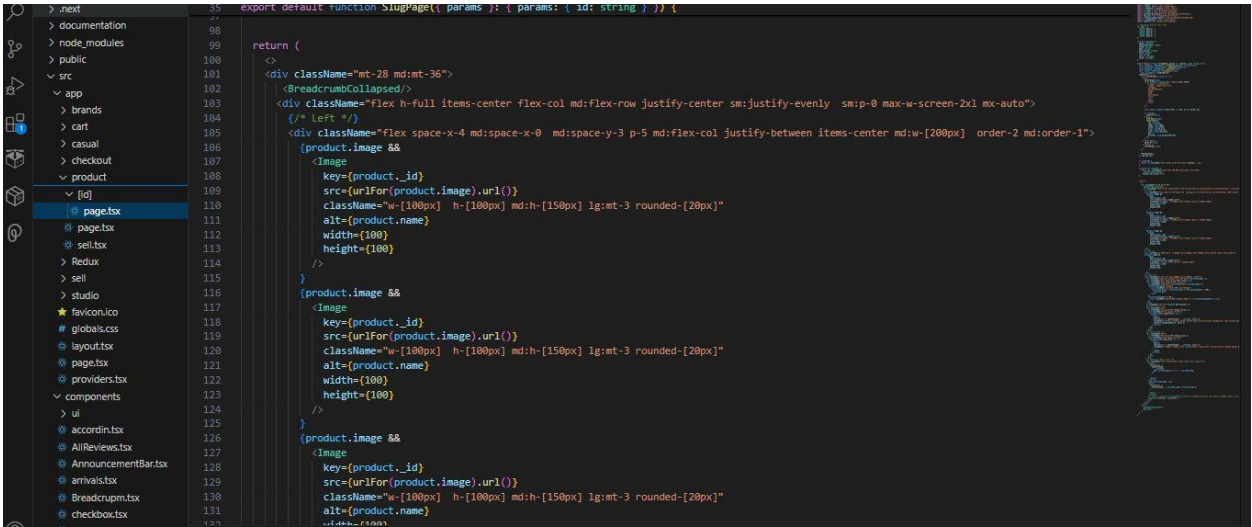 > .next
> documentation
> node_modules
> public
v src
v app
> brands
> cart
> casual
> checkout
v product
v [id]
page.tsx
page.tsx
sell.tsx
> Redux
> sell
> studio
favicon.ico
# globals.css
layout.tsx
page.tsx
providers.tsx
v components
> ui
accordin.tsx
AllReviews.tsx
AnnouncementBar.tsx
arrivals.tsx
Breadcrupm.tsx
checkbox.tsx
1
35 export default function SlugPage({ params }: { params: { id: string } }) {
98
99 return (
100 <>
101 <div className="mt-28 md:mt-36">
102 <BreadcrumbCollapsed/>
103 <div className="flex h-full items-center flex-col md:flex-row justify-center sm:justify-evenly  sm:p-0 max-w-screen-2xl mx-auto">
104 {/* Left */}
105 <div className="flex space-x-4 md:space-x-0  md:space-y-3 p-5 md:flex-col justify-between items-center md:w-[200px]  order-2 md:order-1">
106 {product.image &&
107 <Image
108 key={product._id}
109 src={urlFor(product.image).url()}
110 className="w-[100px]  h-[100px] md:h-[150px] lg:mt-3 rounded-[20px]"
111 alt={product.name}
112 width={100}
113 height={100}
114 />
115 }
116 {product.image &&
117 <Image
118 key={product._id}
119 src={urlFor(product.image).url()}
120 className="w-[100px]  h-[100px] md:h-[150px] lg:mt-3 rounded-[20px]"
121 alt={product.name}
122 width={100}
123 height={100}
124 />
125 }
126 {product.image &&
127 <Image
128 key={product._id}
129 src={urlFor(product.image).url()}
130 className="w-[100px]  h-[100px] md:h-[150px] lg:mt-3 rounded-[20px]"
131 alt={product.name}
132 width={100}